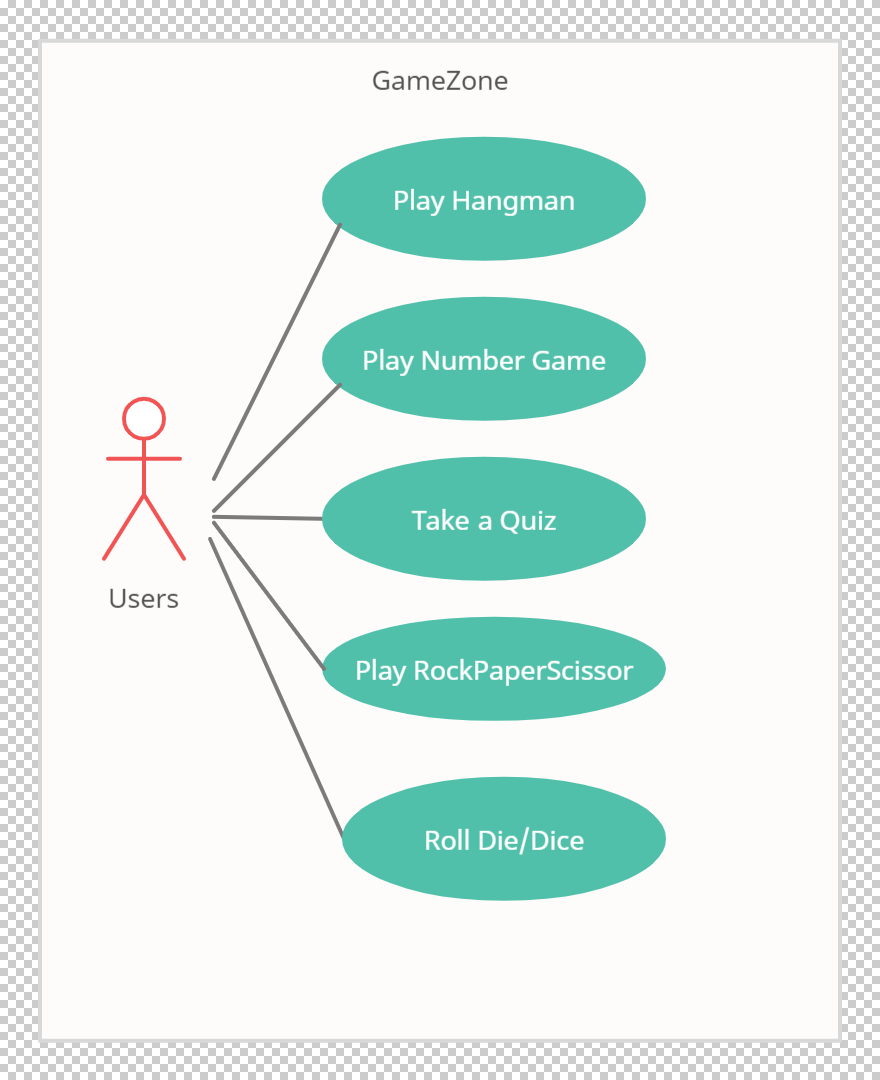 GameZone
Play Hangman
Play Number Game
Take a Quiz
Users
Play RockPaperScissor
Roll Die/Dice